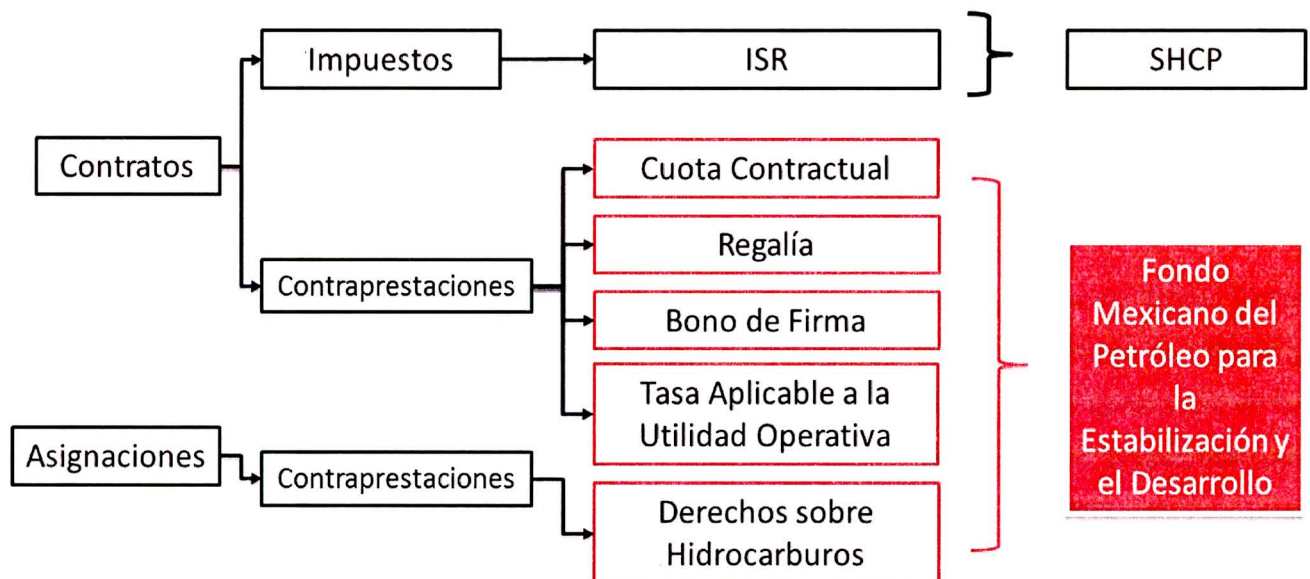 Impuestos
ISR
SHCP
Contratos
Cuota Contractual
Regalía
Contraprestaciones
Bono de Firma
Tasa Aplicable a la
Utilidad Operativa
Fondo
Mexicano del
Petróleo para
la
Estabilización y
el Desarrollo
Asignaciones
Contraprestaciones
Derechos sobre
Hidrocarburos